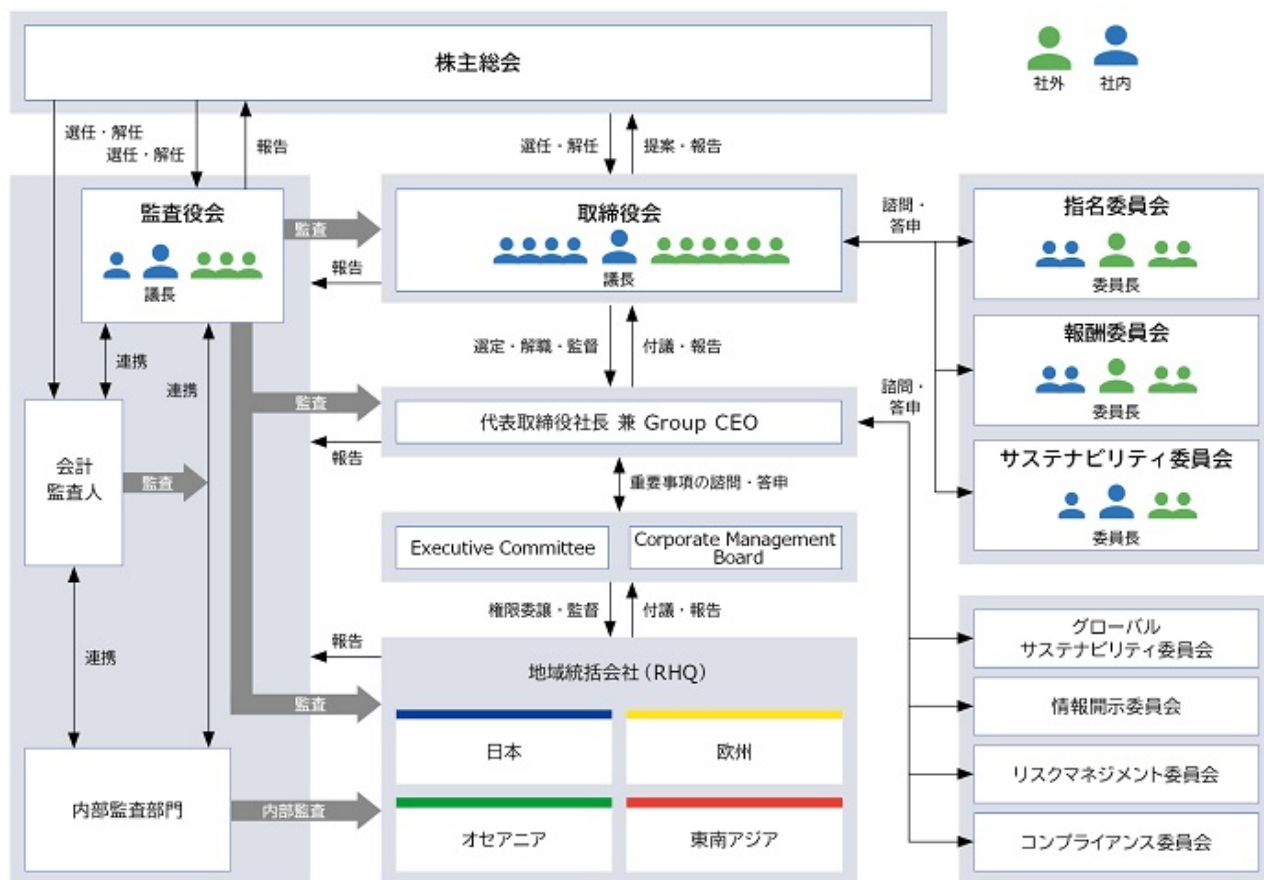 株主総会
社外
社内
選任・解任
選任・解任
報告
選任・解任
提案・報告
監査役会
議長
監査
報告
取締役会
議長
諮問・
答申
指名委員会
委員長
報酬委員会
委員長
サステナビリティ委員会
委員長
連携
連携
選定・解職・監督
付議・報告
諮問・
答申
監査
報告
代表取締役社長 兼 Group CEO
会計
監査人
監査
重要事項の諮問・答申
Executive Committee
Corporate Management
Board
権限委譲・監督
付議・報告
連携
報告
監査
地域統括会社(RHQ)
日本
欧州
オセアニア
東南アジア
内部監査部門
内部監査
グローバル
サステナビリティ委員会
情報開示委員会
リスクマネジメント委員会
コンプライアンス委員会